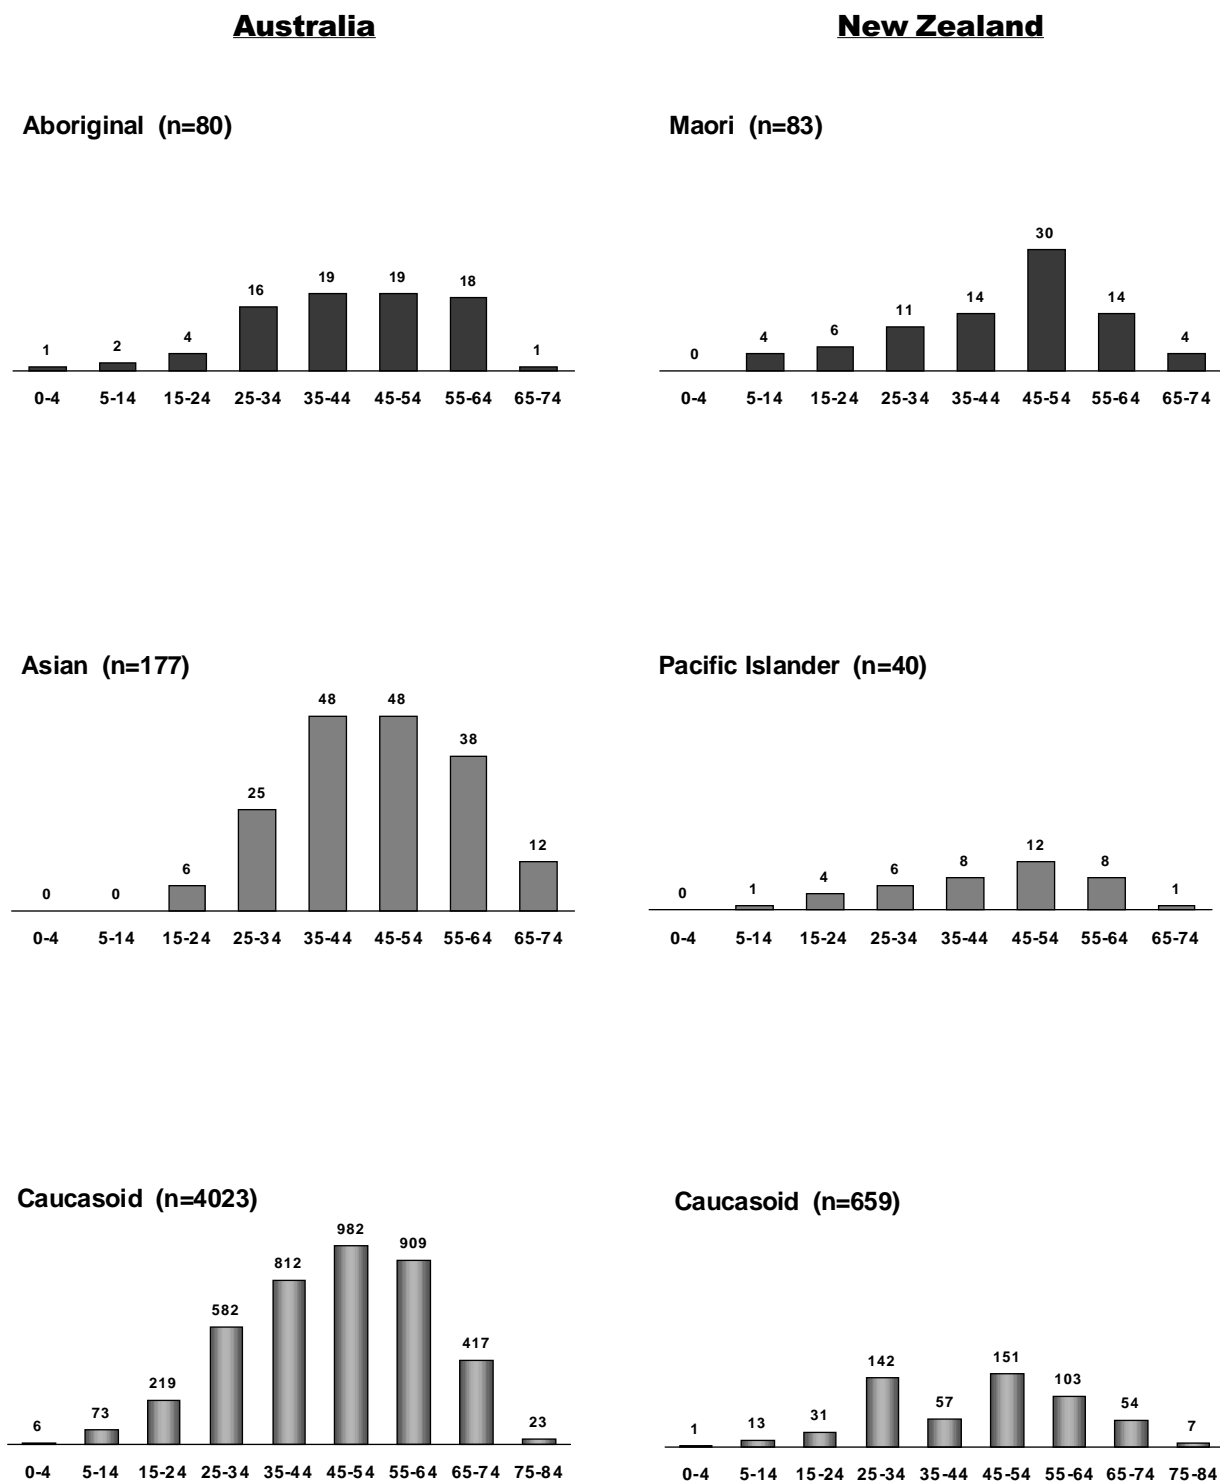 Australia
New Zealand
Aboriginal (n=80)
1 2 4 16 19 19 18 1
0-4 5-14 15-24 25-34 35-44 45-54 55-64 65-74
Maori (n=83)
0 4 6 11 14 30 14 4
0-4 5-14 15-24 25-34 35-44 45-54 55-64 65-74
Asian (n=177)
0 0 6 25 48 48 38 12
0-4 5-14 15-24 25-34 35-44 45-54 55-64 65-74
Pacific Islander (n=40)
0 1 4 6 8 12 8 1
0-4 5-14 15-24 25-34 35-44 45-54 55-64 65-74
Caucasoid (n=4023)
6 73 219 582 812 982 909 417 23
0-4 5-14 15-24 25-34 35-44 45-54 55-64 65-74 75-84
Caucasoid (n=659)
1 13 31 142 57 151 103 54 7
0-4 5-14 15-24 25-34 35-44 45-54 55-64 65-74 75-84